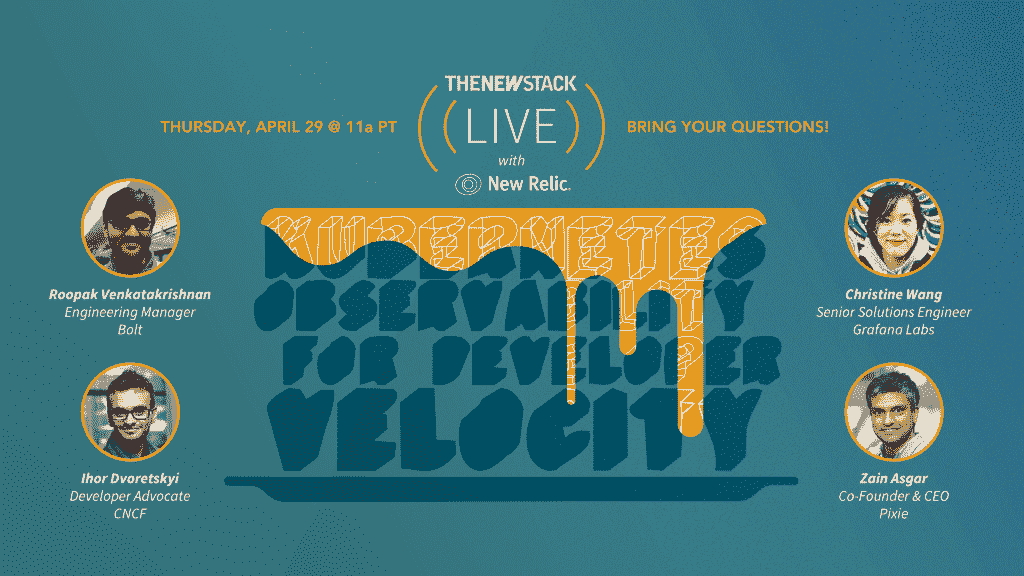 THENEWSTACK
THURSDAY, APRIL 29 @ 11a PT
LIVE
BRING YOUR QUESTIONS!
with
New Relic.
KUBERNETES
OBSERVABILITY
FOR DEVELOPER
VELOCITY
Roopak Venkatakrishnan
Engineering Manager
Bolt
Christine Wang
Senior Solutions Engineer
Grafana Labs
Ihor Dvoretskyi
Developer Advocate
CNCF
Zain Asgar
Co-Founder & CEO
Pixie